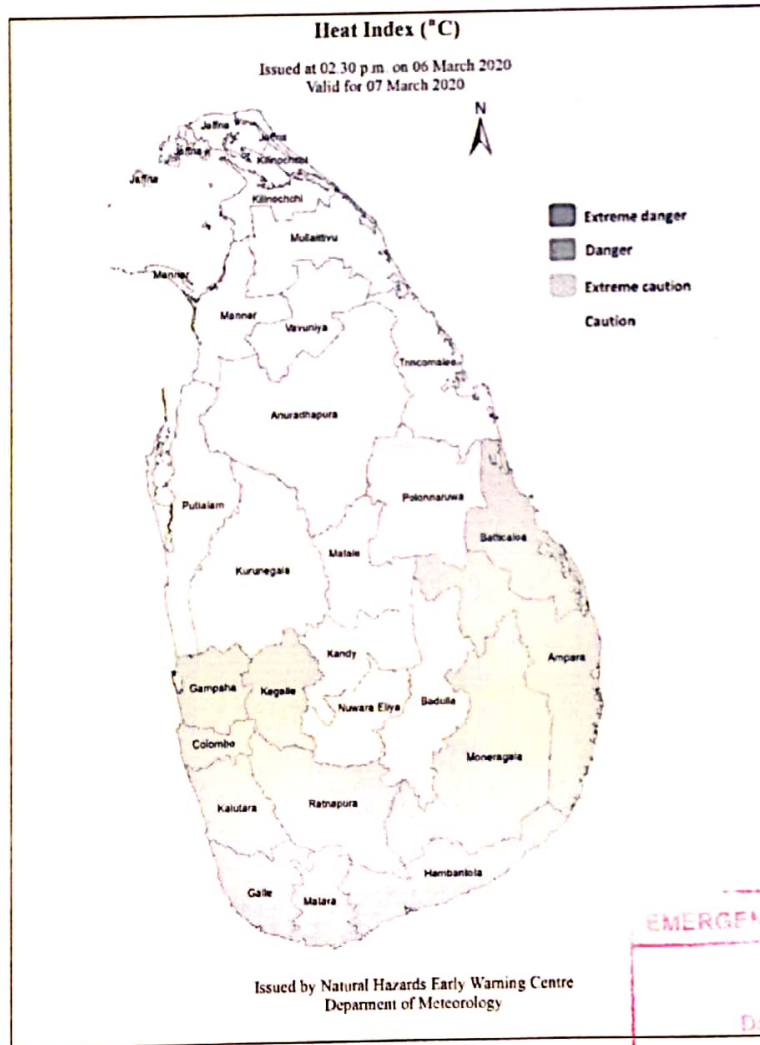 Heat Index (°C)
Issued at 02.30 p.m. on 06 March 2020
Valid for 07 March 2020
N
Jaffna
Jaffna
Jaffna
Kilinochchi
Jaffna
Kilinochchi
Mullaitivu
Mannar
Mannar
Vavuniya
Trincomalee
Anuradhapura
Puttalam
Polonnaruwa
Batticaloa
Matale
Kurunegala
Kandy
Ampara
Gampaha
Kegalle
Nuwara Eliya
Badulla
Colombo
Moneragala
Kalutara
Ratnapura
Hambantota
Galle
Matara
Extreme danger
Danger
Extreme caution
Caution
EMERGEN
Issued by Natural Hazards Early Warning Centre
Deparment of Meteorology